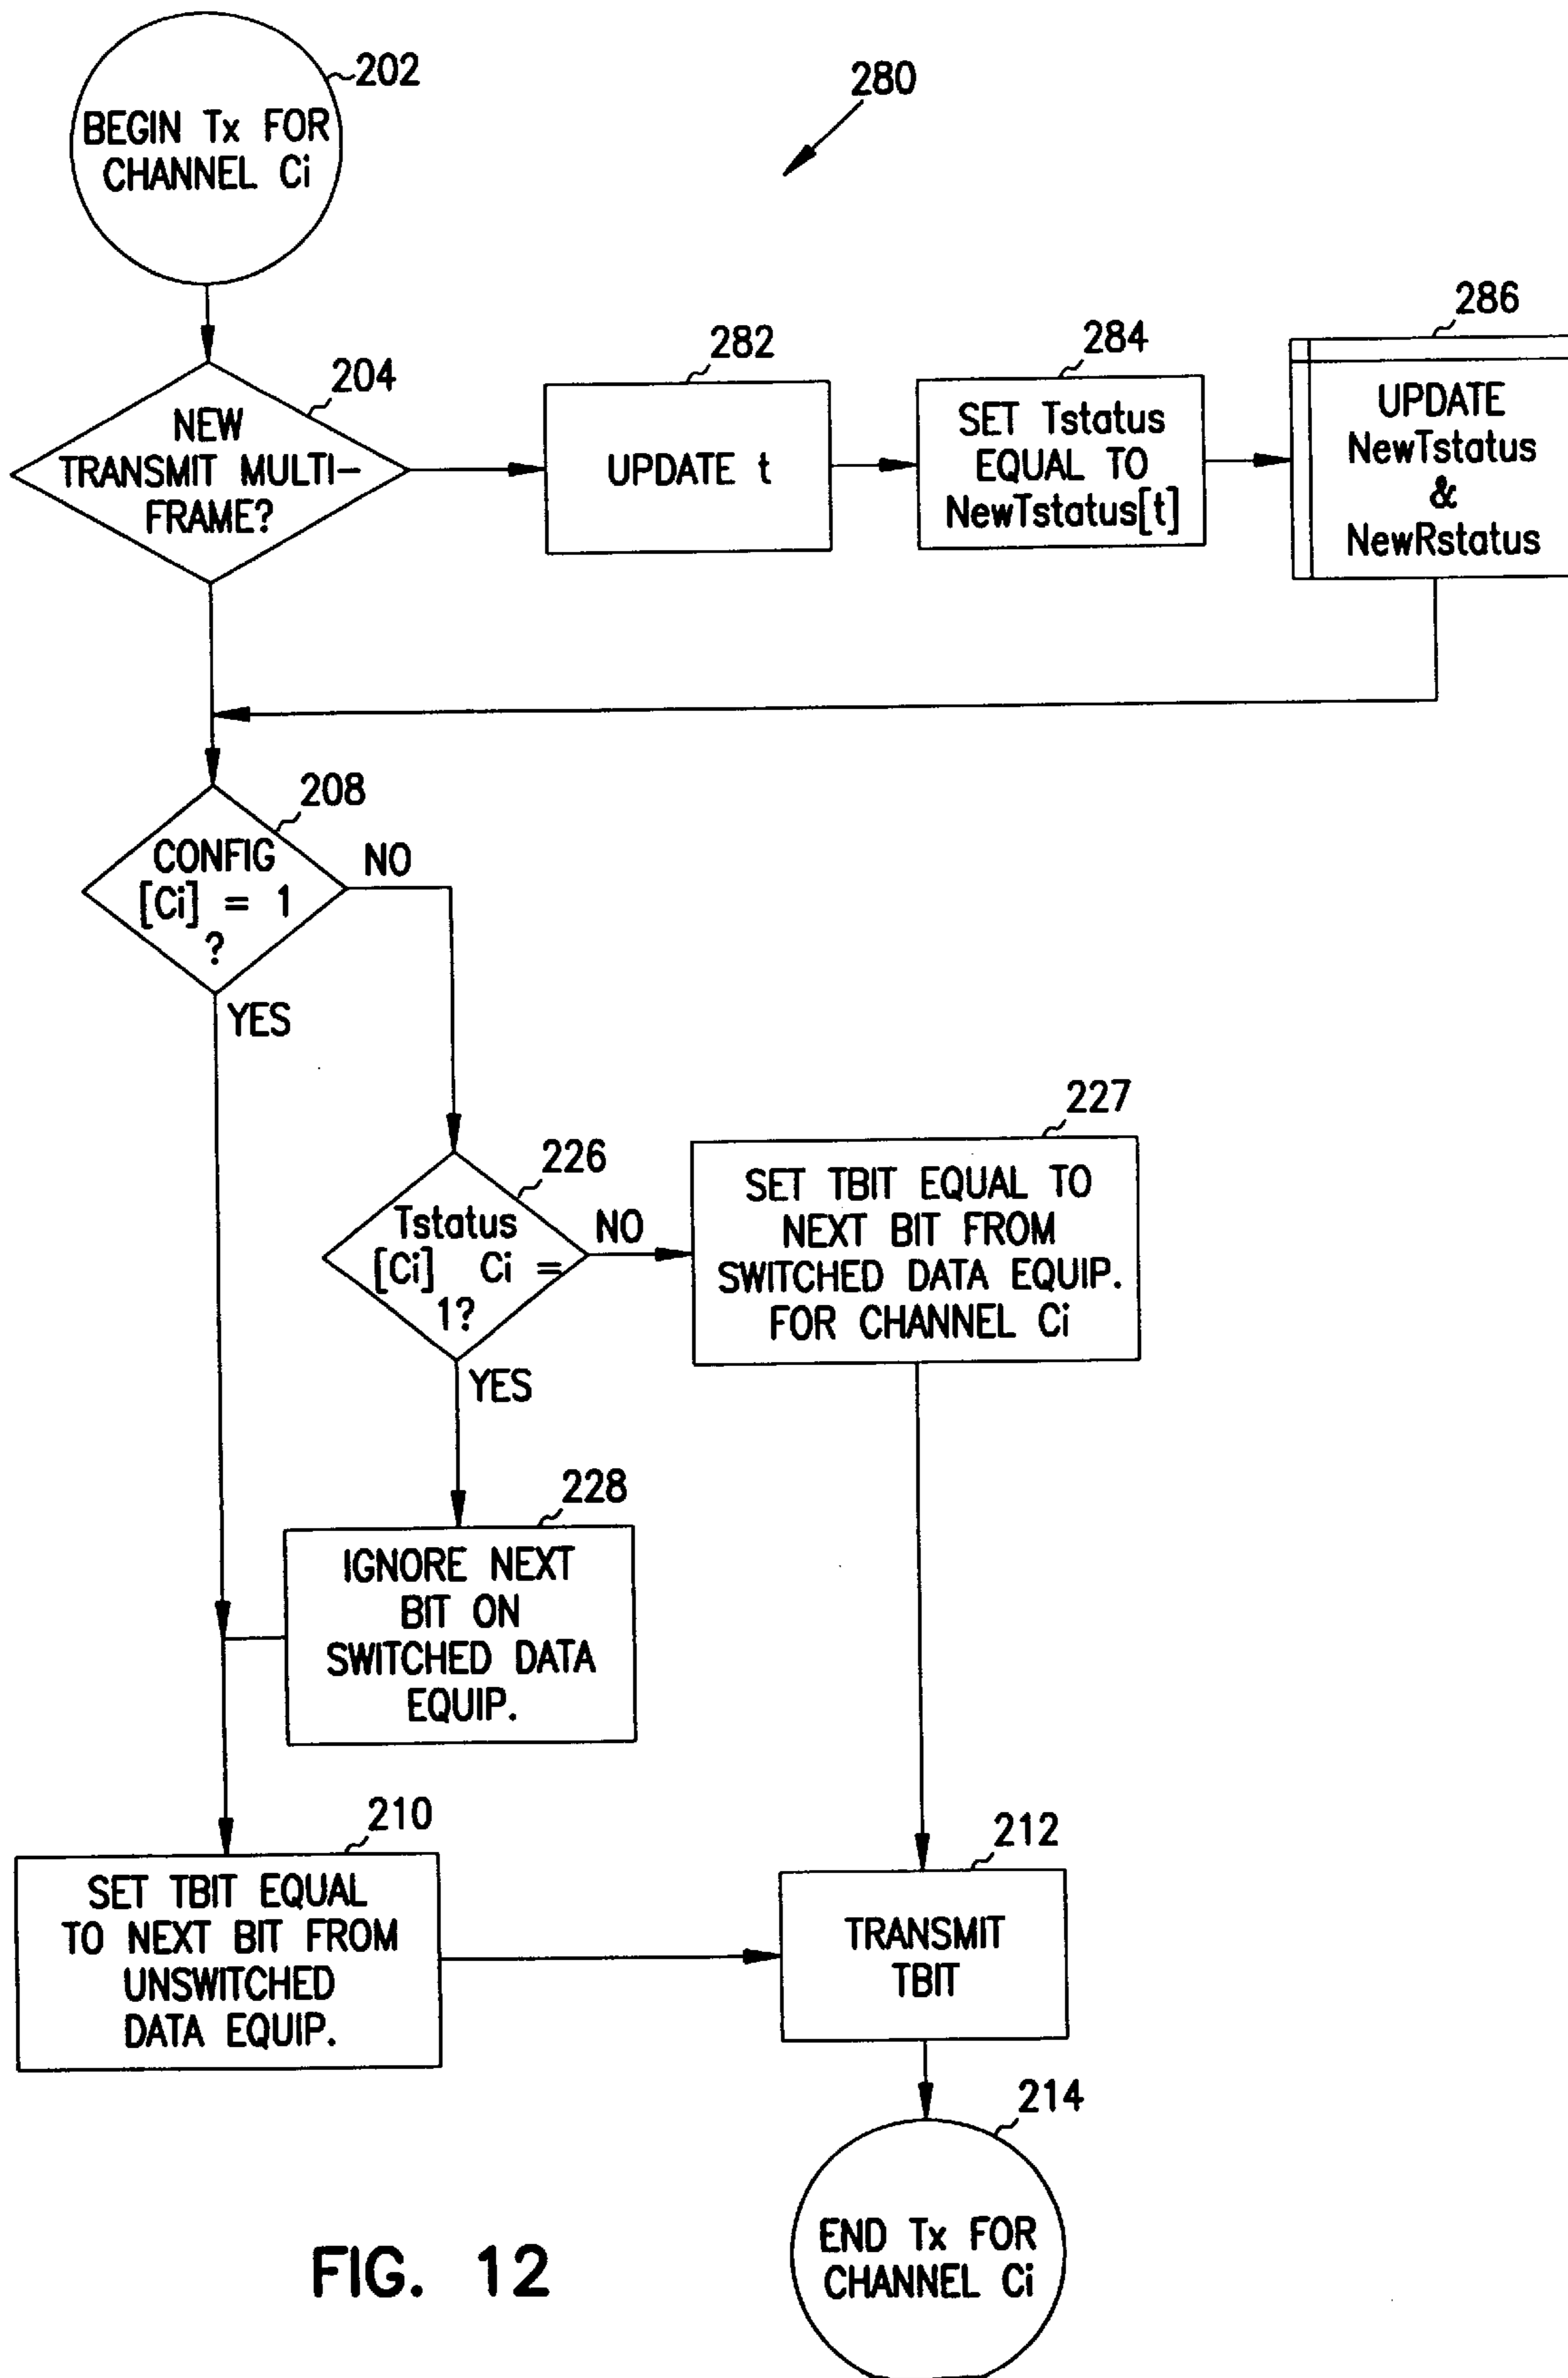 202
BEGIN Tx FOR
CHANNEL Ci
280
204
NEW
TRANSMIT MULTI-
FRAME?
282
UPDATE t
284
SET Tstatus
EQUAL TO
NewTstatus[t]
286
UPDATE
NewTstatus
&
NewRstatus
208
CONFIG
[Ci] = 1
?
NO
YES
226
Tstatus
[Ci] Ci =
1?
NO
YES
227
SET TBIT EQUAL TO
NEXT BIT FROM
SWITCHED DATA EQUIP.
FOR CHANNEL Ci
228
IGNORE NEXT
BIT ON
SWITCHED DATA
EQUIP.
210
SET TBIT EQUAL
TO NEXT BIT FROM
UNSWITCHED
DATA EQUIP.
212
TRANSMIT
TBIT
214
END Tx FOR
CHANNEL Ci
FIG. 12